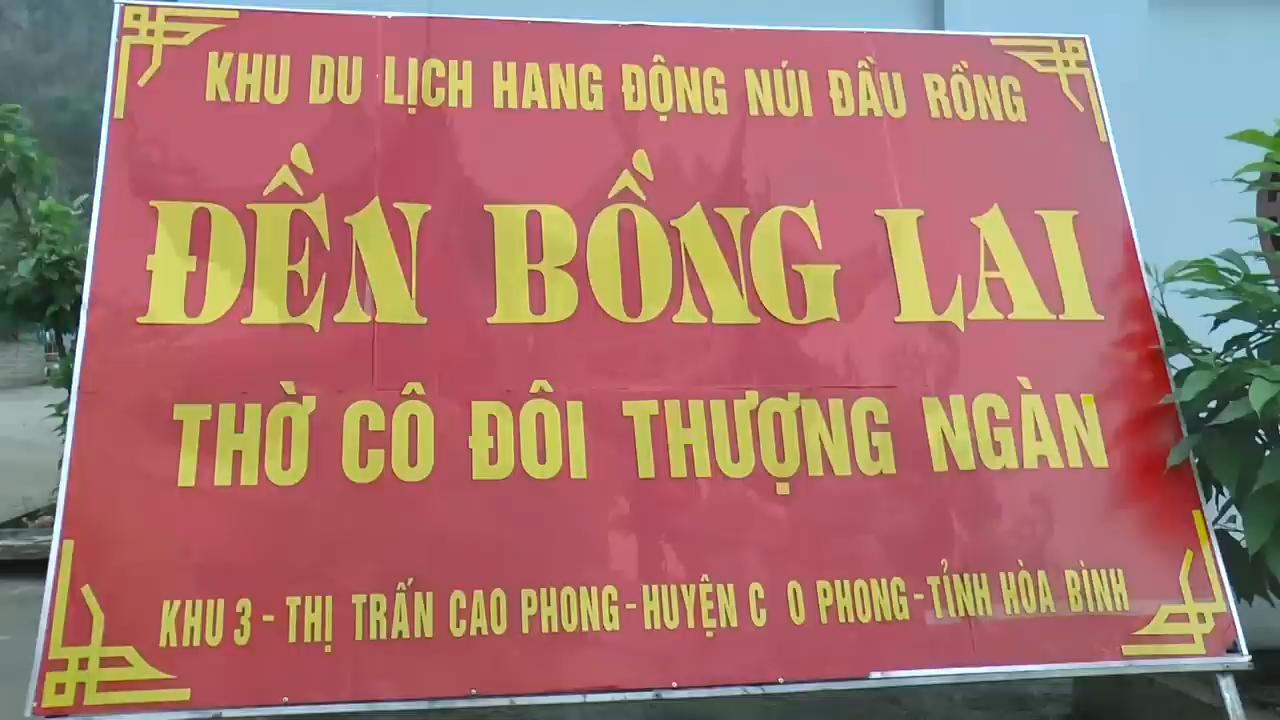 KHU DU LỊCH HANG ĐỘNG NÚI ĐẦU RỒNG
ĐỀN BỒNG LAI
THỜ CÔ ĐÔI THƯỢNG NGÀN
KHU 3 - THỊ TRẤN CAO PHONG - HUYỆN C O PHONG - TỈNH HÒA BÌNH